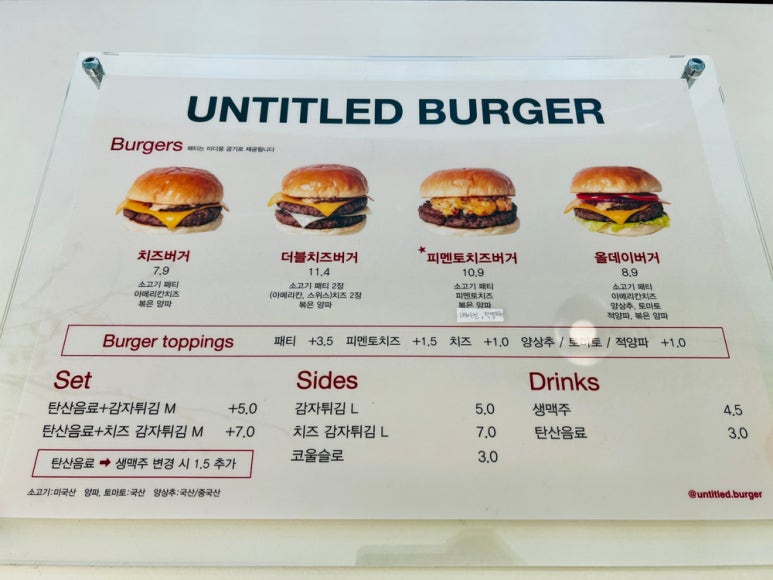 UNTITLED BURGER
Burgers 패티는 미디움 굽기로 제공됩니다
치즈버거
7.9
소고기 패티
아메리칸치즈
볶은 양파
더블치즈버거
11.4
소고기 패티 2장
(아메리칸, 스위스)치즈 2장
볶은 양파
★피멘토치즈버거
10.9
소고기 패티
피멘토치즈
볶은 양파
올데이버거
8.9
소고기 패티
아메리칸치즈
양상추, 토마토
적양파, 볶은 양파
Burger toppings 패티 +3.5 피멘토치즈 +1.5 치즈 +1.0 양상추 / 토마토 / 적양파 +1.0
Set
탄산음료+감자튀김 M +5.0
탄산음료+치즈 감자튀김 M +7.0
탄산음료 ➡ 생맥주 변경 시 1.5 추가
Sides
감자튀김 L 5.0
치즈 감자튀김 L 7.0
코울슬로 3.0
Drinks
생맥주 4.5
탄산음료 3.0
소고기:미국산 양파, 토마토:국산 양상추:국산/중국산
@untitled.burger